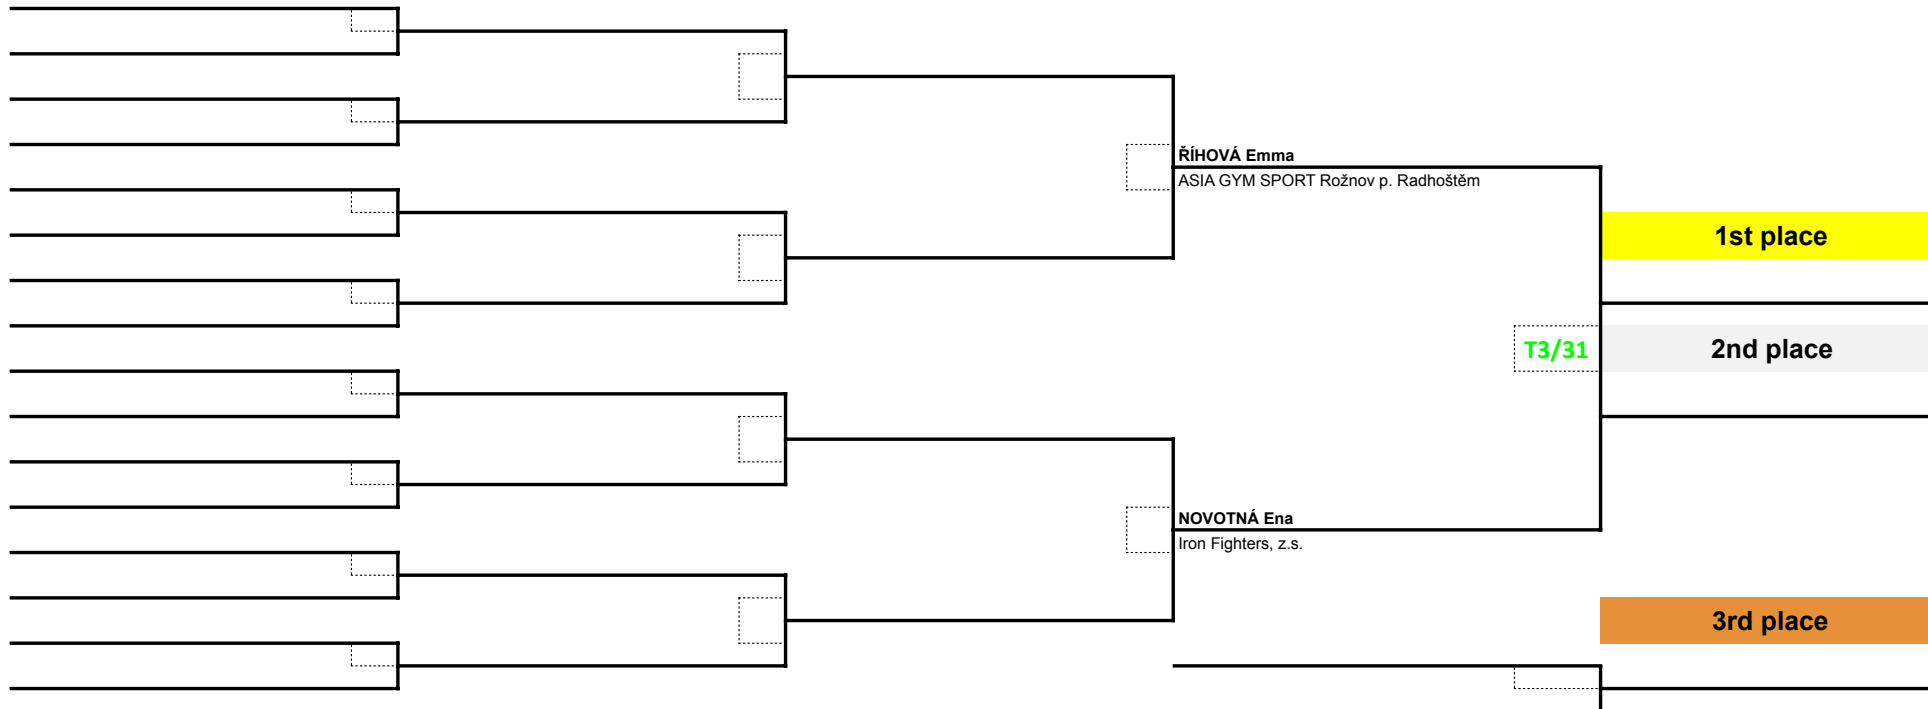 ŘÍHOVÁ Emma
ASIA GYM SPORT Rožnov p. Radhoštěm
1st place
T3/31
2nd place
NOVOTNÁ Ena
Iron Fighters, z.s.
3rd place